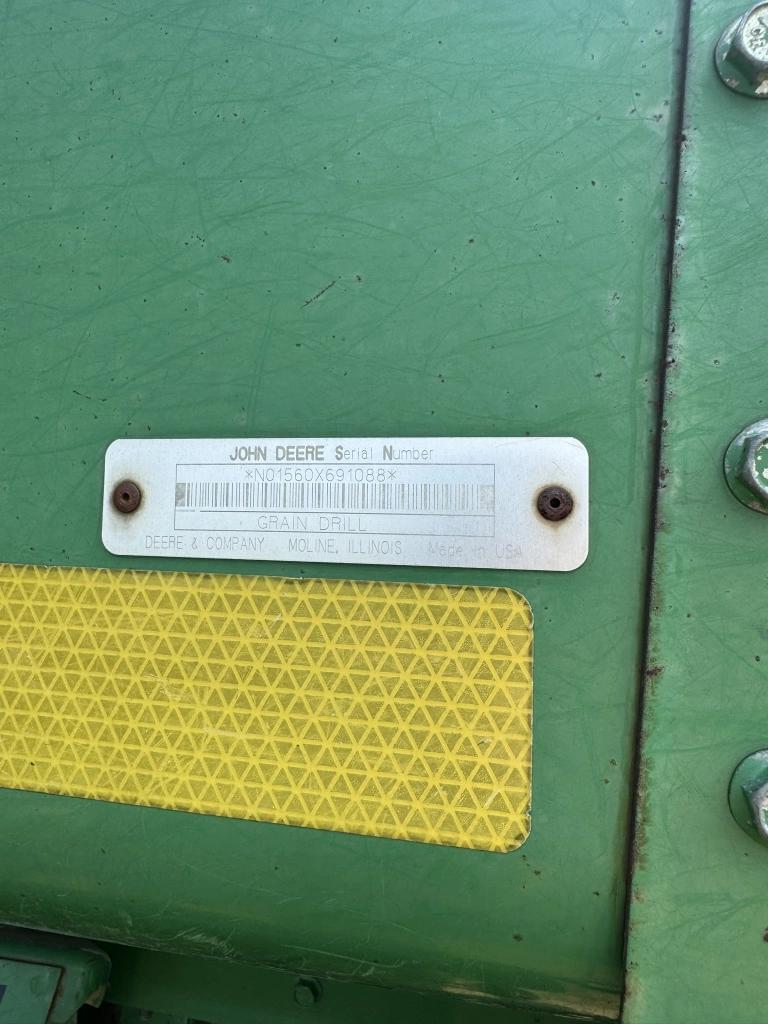 JOHN DEERE Serial Number
*N01560X691088*
GRAIN DRILL
DEERE & COMPANY MOLINE, ILLINOIS Made in USA